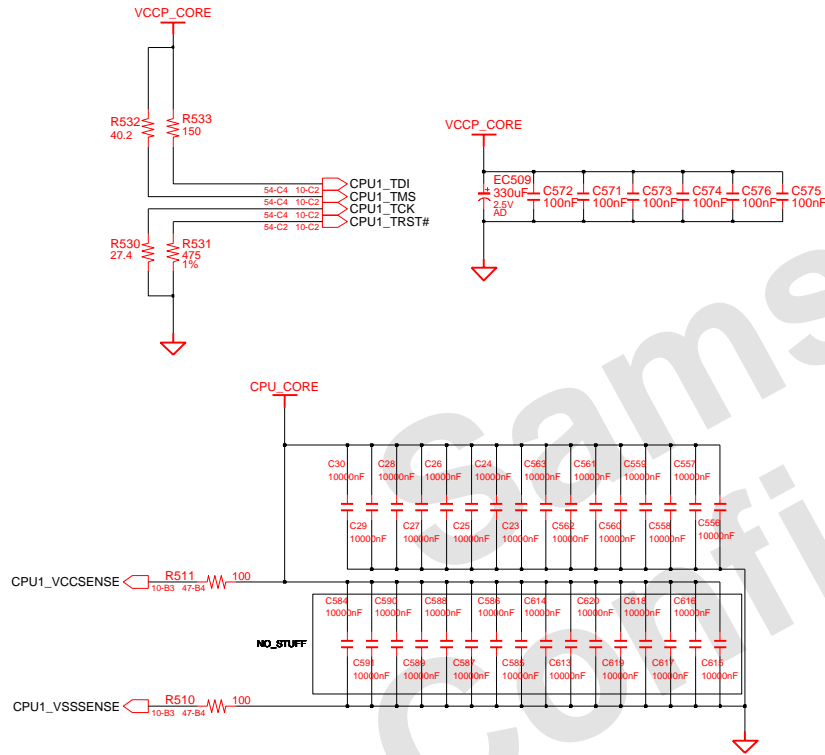 VCCP_CORE
R532
40.2
R533
150
CPU1_TDI
54-C4 10-C2
CPU1_TMS
54-C4 10-C2
CPU1_TCK
54-C4 10-C2
CPU1_TRST#
54-C2 10-C2
R530
27.4
R531
475
1%
VCCP_CORE
EC509
330uF
2.5V
AD
C572
100nF
C571
100nF
C573
100nF
C574
100nF
C576
100nF
C575
100nF
CPU_CORE
C30 C28 C26 C24 C563 C561 C559 C557
10000nF 10000nF 10000nF 10000nF 10000nF 10000nF 10000nF 10000nF
C29 C27 C25 C23 C562 C560 C558 C556
10000nF 10000nF 10000nF 10000nF 10000nF 10000nF 10000nF 10000nF
CPU1_VCCSENSE
R511
100
10-B3 47-B4
C584 C590 C588 C586 C614 C620 C618 C616
10000nF 10000nF 10000nF 10000nF 10000nF 10000nF 10000nF 10000nF
NO_STUFF
C591 C589 C587 C585 C613 C619 C617 C615
10000nF 10000nF 10000nF 10000nF 10000nF 10000nF 10000nF 10000nF
CPU1_VSSSENSE
R510
100
10-B3 47-B4
Sams
Confi